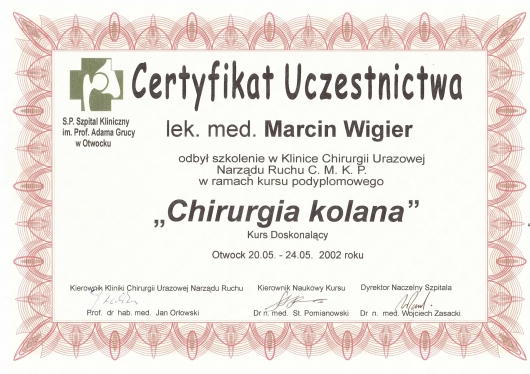 Certyfikat Uczestnictwa
S.P. Szpital Kliniczny
im. Prof. Adama Grucy
w Otwocku
lek. med. Marcin Wigier
odbył szkolenie w Klinice Chirurgii Urazowej
Narządu Ruchu C. M. K. P.
w ramach kursu podyplomowego
„Chirurgia kolana”
Kurs Doskonalący
Otwock 20.05. - 24.05. 2002 roku
Kierownik Kliniki Chirurgii Urazowej Narządu Ruchu
Kierownik Naukowy Kursu
Dyrektor Naczelny Szpitala
Prof. dr hab. med. Jan Orłowski
Dr n. med. St. Pomianowski
Dr n. med. Wojciech Zasacki